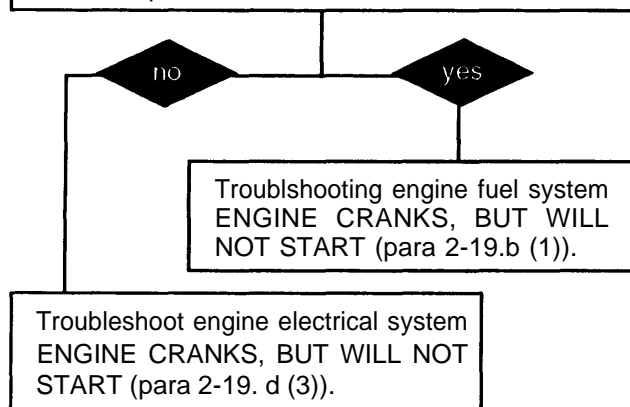 no
yes
Troublshooting engine fuel system
ENGINE CRANKS, BUT WILL
NOT START (para 2-19.b (1)).
Troubleshoot engine electrical system
ENGINE CRANKS, BUT WILL NOT
START (para 2-19. d (3)).